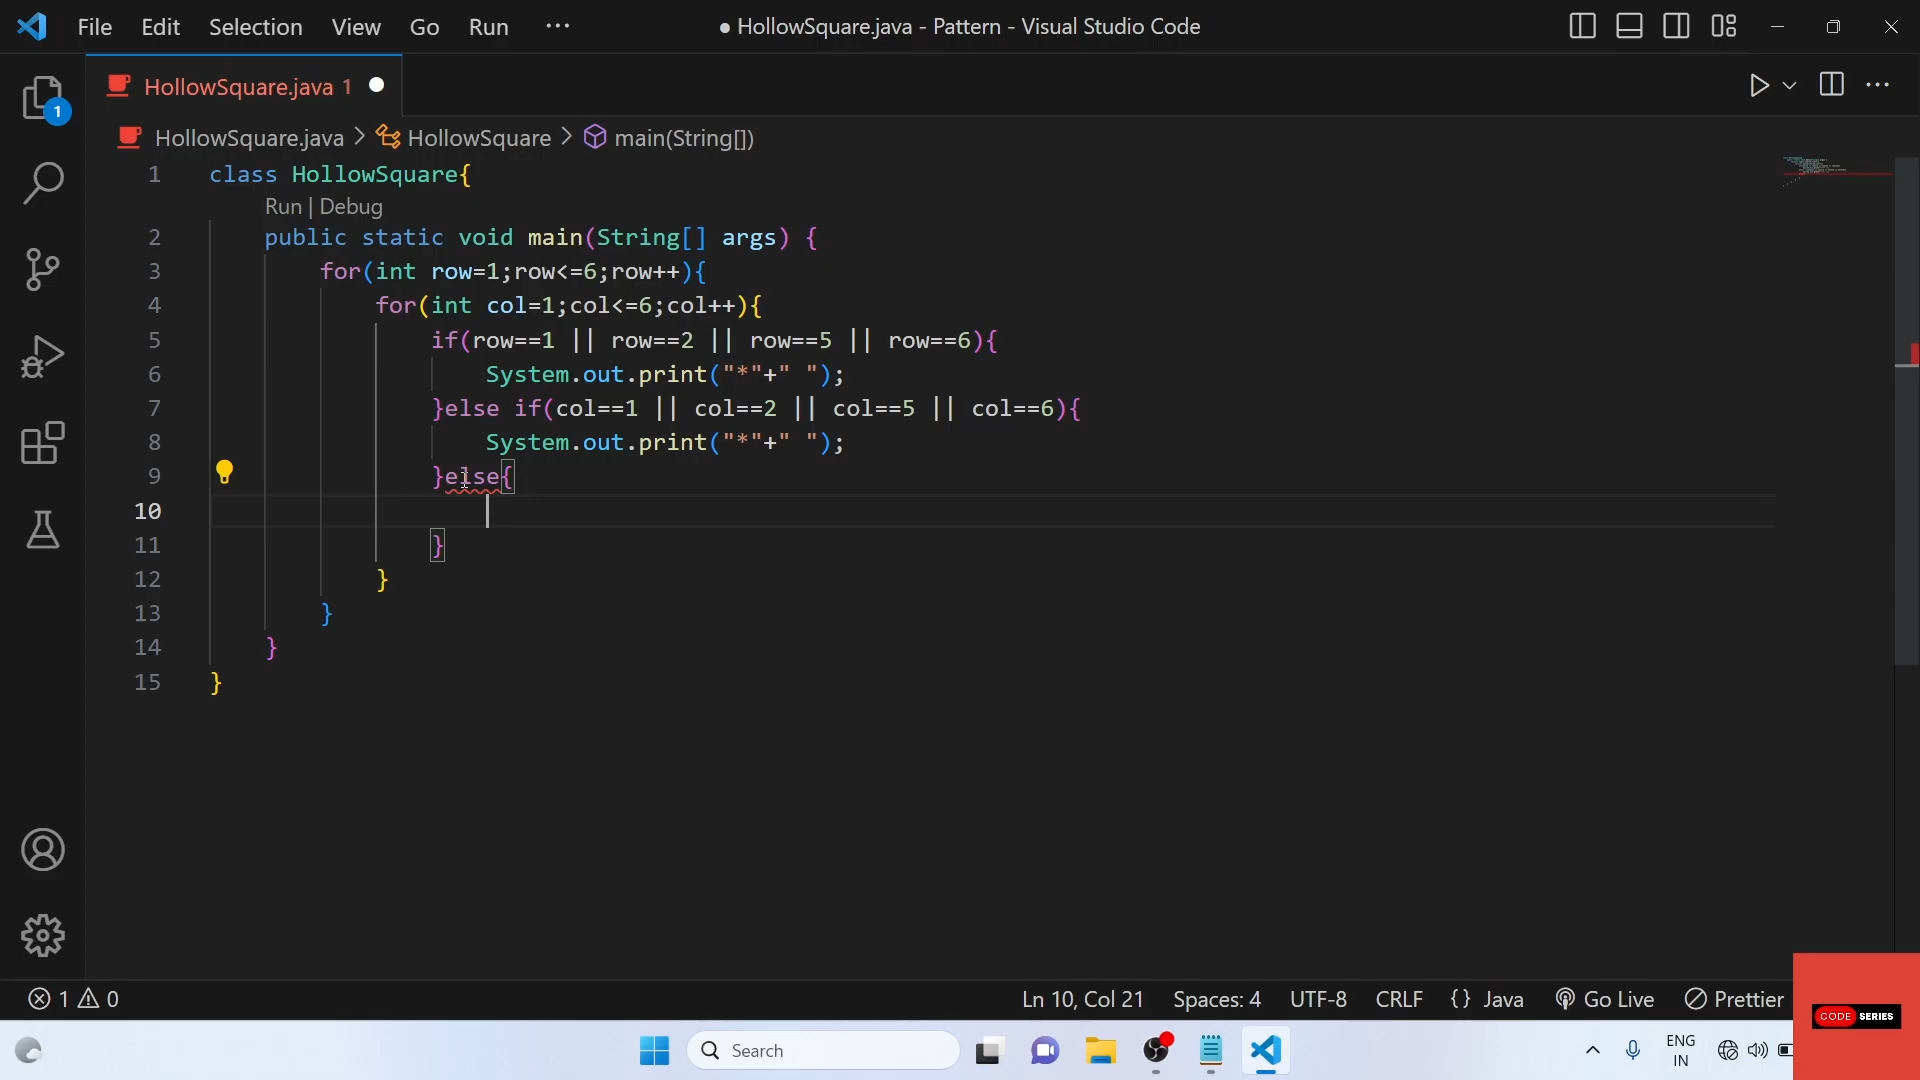 File Edit Selection View Go Run ··· ● HollowSquare.java - Pattern - Visual Studio Code
HollowSquare.java 1 ●
1
HollowSquare.java > HollowSquare > main(String[])
1 class HollowSquare{
Run | Debug
2 public static void main(String[] args) {
3 for(int row=1;row<=6;row++){
4 for(int col=1;col<=6;col++){
5 if(row==1 || row==2 || row==5 || row==6){
6 System.out.print("*"+" ");
7 }else if(col==1 || col==2 || col==5 || col==6){
8 System.out.print("*"+" ");
9 }else{
10
11 }
12 }
13 }
14 }
15 }
1 0 Ln 10, Col 21 Spaces: 4 UTF-8 CRLF {} Java Go Live Prettier
CODE SERIES
Search ENG
IN